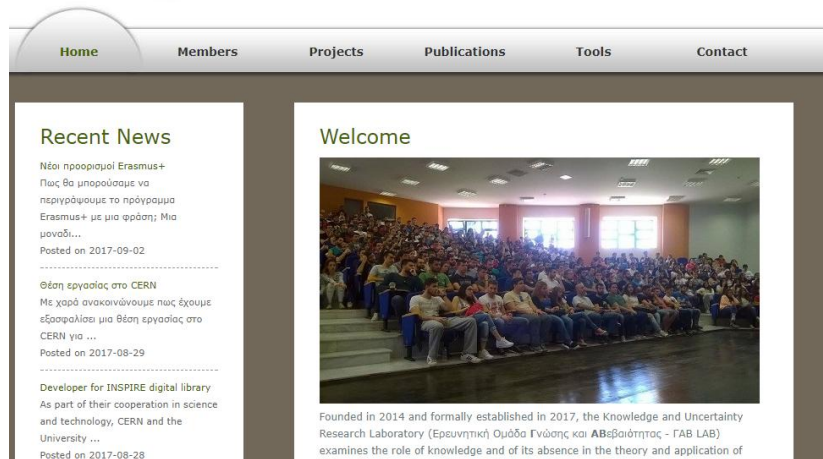 Home
Members
Projects
Publications
Tools
Contact
Recent News
Νέοι προορισμοί Erasmus+
Πως θα μπορούσαμε να
περιγράψουμε το πρόγραμμα
Erasmus+ με μια φράση; Μια
μοναδι...
Posted on 2017-09-02
Θέση εργασίας στο CERN
Με χαρά ανακοινώνουμε πως έχουμε
εξασφαλίσει μια θέση εργασίας στο
CERN για ...
Posted on 2017-08-29
Developer for INSPIRE digital library
As part of their cooperation in science
and technology, CERN and the
University ...
Posted on 2017-08-28
Welcome
Founded in 2014 and formally established in 2017, the Knowledge and Uncertainty
Research Laboratory (Ερευνητική Ομάδα Γνώσης και ΑΒεβαιότητας - ΓΑΒ LAB)
examines the role of knowledge and of its absence in the theory and application of